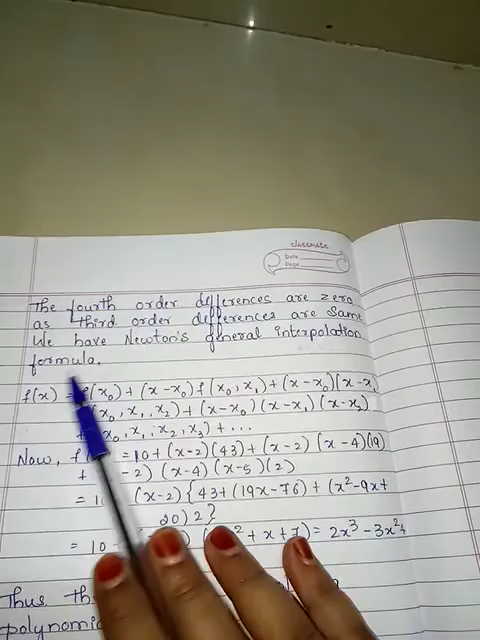 classmate
Date
Page
The fourth order differences are zero
as third order differences are same
We have Newton's general interpolation
formula.
f(x) = f(x₀) + (x - x₀) f(x₀, x₁) + (x - x₀)(x - x₁
(x₀, x₁, x₂) + (x - x₀) (x - x₁) (x - x₂)
x₀, x₁, x₂, x₃) + ...
Now, = 10 + (x-2)(43) + (x-2) (x-4)(19)
+ -2) (x-4) (x-5) (2)
= 10 (x-2) {43 + (19x - 76) + (x² - 9x +
20) 2}
= 10 + x + 7) = 2x³ - 3x² +
Thus
polynomi